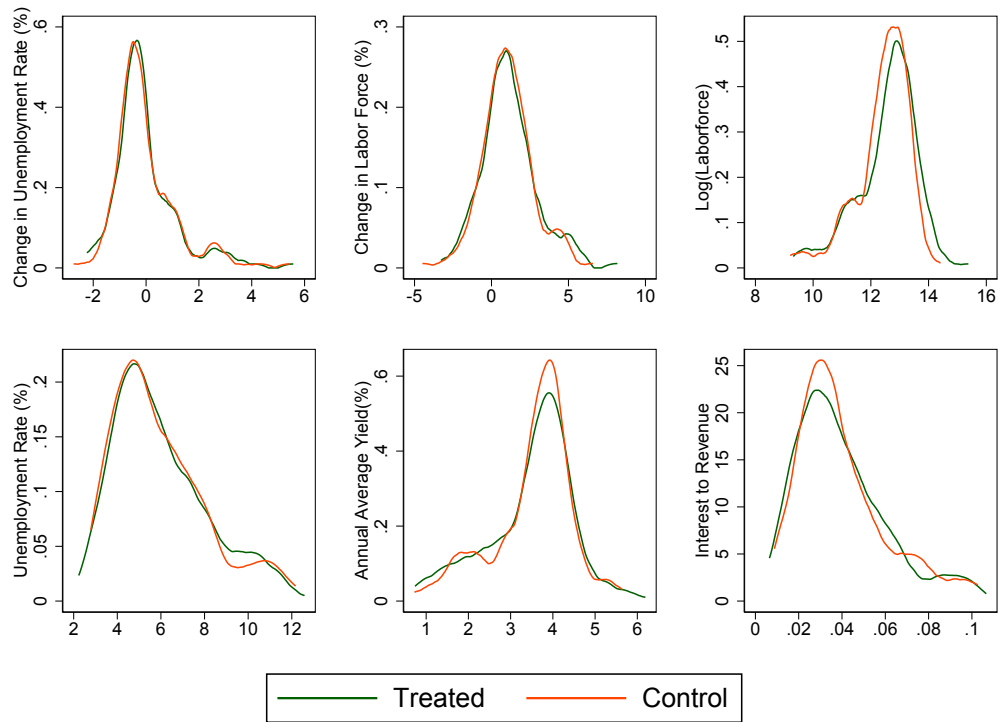 Change in Unemployment Rate (%)
0 .2 .4 .6
-2 0 2 4 6
Change in Labor Force (%)
0 .1 .2 .3
-5 0 5 10
Log(Laborforce)
0 .1 .2 .3 .4 .5
8 10 12 14 16
Unemployment Rate (%)
0 .05 .1 .15 .2
2 4 6 8 10 12
Annual Average Yield(%)
0 .2 .4 .6
1 2 3 4 5 6
Interest to Revenue
0 5 10 15 20 25
0 .02 .04 .06 .08 .1
Treated Control